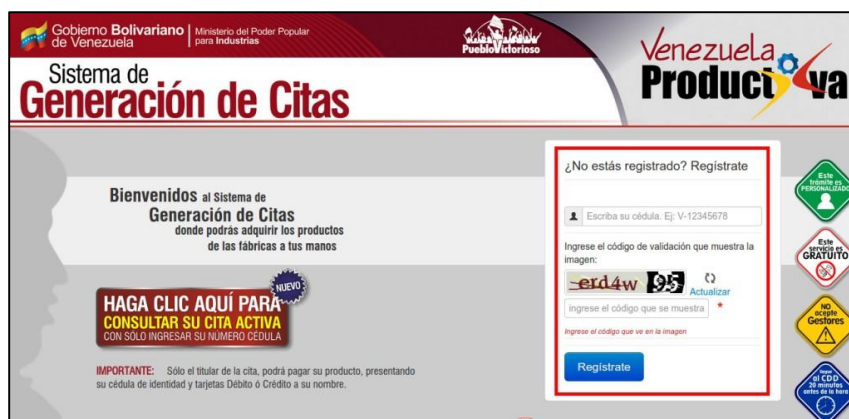 Gobierno Bolivariano
de Venezuela
Ministerio del Poder Popular
para Industrias
PuebloVictorioso
Venezuela
Productiva
Sistema de
Generación de Citas
¿No estás registrado? Regístrate
Este
trámite es
PERSONALIZADO
Bienvenidos al Sistema de
Generación de Citas
donde podrás adquirir los productos
de las fábricas a tus manos
Escriba su cédula. Ej: V-12345678
Ingrese el código de validación que muestra la
imagen:
erd4w 95
Actualizar
ingrese el código que se muestra
*
Ingrese el código que ve en la imagen
Regístrate
Este
servicio es
GRATUITO
NUEVO
HAGA CLIC AQUÍ PARA
CONSULTAR SU CITA ACTIVA
CON SÓLO INGRESAR SU NÚMERO CÉDULA
NO
acepte
Gestores
IMPORTANTE: Sólo el titular de la cita, podrá pagar su producto, presentando
su cédula de identidad y tarjetas Débito ó Crédito a su nombre.
al CDD
20 minutos
antes de la hora